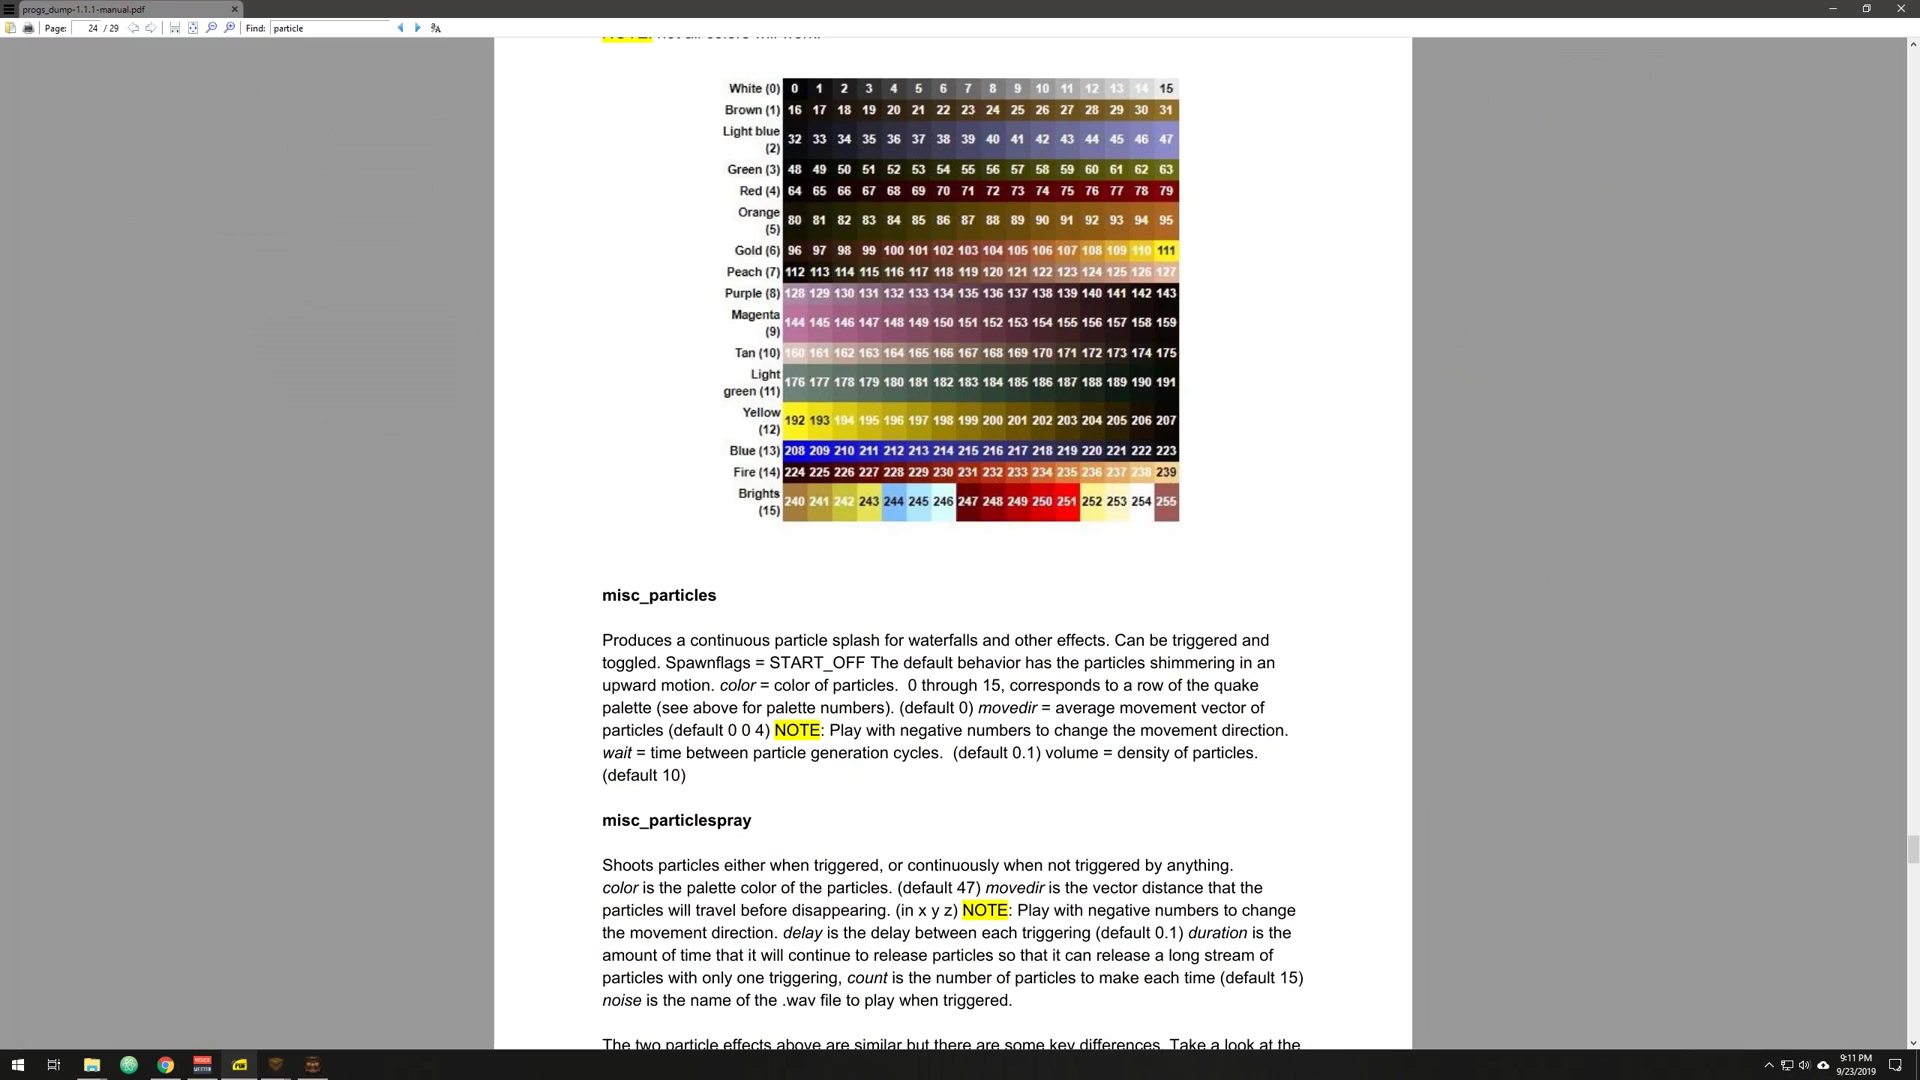 progs_dump-1.1.1-manual.pdf
Page: 24 / 29 Find: particle
NOTE: not all colors will work.
White (0) 0 1 2 3 4 5 6 7 8 9 10 11 12 13 14 15
Brown (1) 16 17 18 19 20 21 22 23 24 25 26 27 28 29 30 31
Light blue
(2) 32 33 34 35 36 37 38 39 40 41 42 43 44 45 46 47
Green (3) 48 49 50 51 52 53 54 55 56 57 58 59 60 61 62 63
Red (4) 64 65 66 67 68 69 70 71 72 73 74 75 76 77 78 79
Orange
(5) 80 81 82 83 84 85 86 87 88 89 90 91 92 93 94 95
Gold (6) 96 97 98 99 100 101 102 103 104 105 106 107 108 109 110 111
Peach (7) 112 113 114 115 116 117 118 119 120 121 122 123 124 125 126 127
Purple (8) 128 129 130 131 132 133 134 135 136 137 138 139 140 141 142 143
Magenta
(9) 144 145 146 147 148 149 150 151 152 153 154 155 156 157 158 159
Tan (10) 160 161 162 163 164 165 166 167 168 169 170 171 172 173 174 175
Light
green (11) 176 177 178 179 180 181 182 183 184 185 186 187 188 189 190 191
Yellow
(12) 192 193 194 195 196 197 198 199 200 201 202 203 204 205 206 207
Blue (13) 208 209 210 211 212 213 214 215 216 217 218 219 220 221 222 223
Fire (14) 224 225 226 227 228 229 230 231 232 233 234 235 236 237 238 239
Brights
(15) 240 241 242 243 244 245 246 247 248 249 250 251 252 253 254 255
misc_particles
Produces a continuous particle splash for waterfalls and other effects. Can be triggered and
toggled. Spawnflags = START_OFF The default behavior has the particles shimmering in an
upward motion. color = color of particles.  0 through 15, corresponds to a row of the quake
palette (see above for palette numbers). (default 0) movedir = average movement vector of
particles (default 0 0 4) NOTE: Play with negative numbers to change the movement direction.
wait = time between particle generation cycles.  (default 0.1) volume = density of particles.
(default 10)
misc_particlespray
Shoots particles either when triggered, or continuously when not triggered by anything.
color is the palette color of the particles. (default 47) movedir is the vector distance that the
particles will travel before disappearing. (in x y z) NOTE: Play with negative numbers to change
the movement direction. delay is the delay between each triggering (default 0.1) duration is the
amount of time that it will continue to release particles so that it can release a long stream of
particles with only one triggering, count is the number of particles to make each time (default 15)
noise is the name of the .wav file to play when triggered.
The two particle effects above are similar but there are some key differences. Take a look at the
9:11 PM
9/23/2019